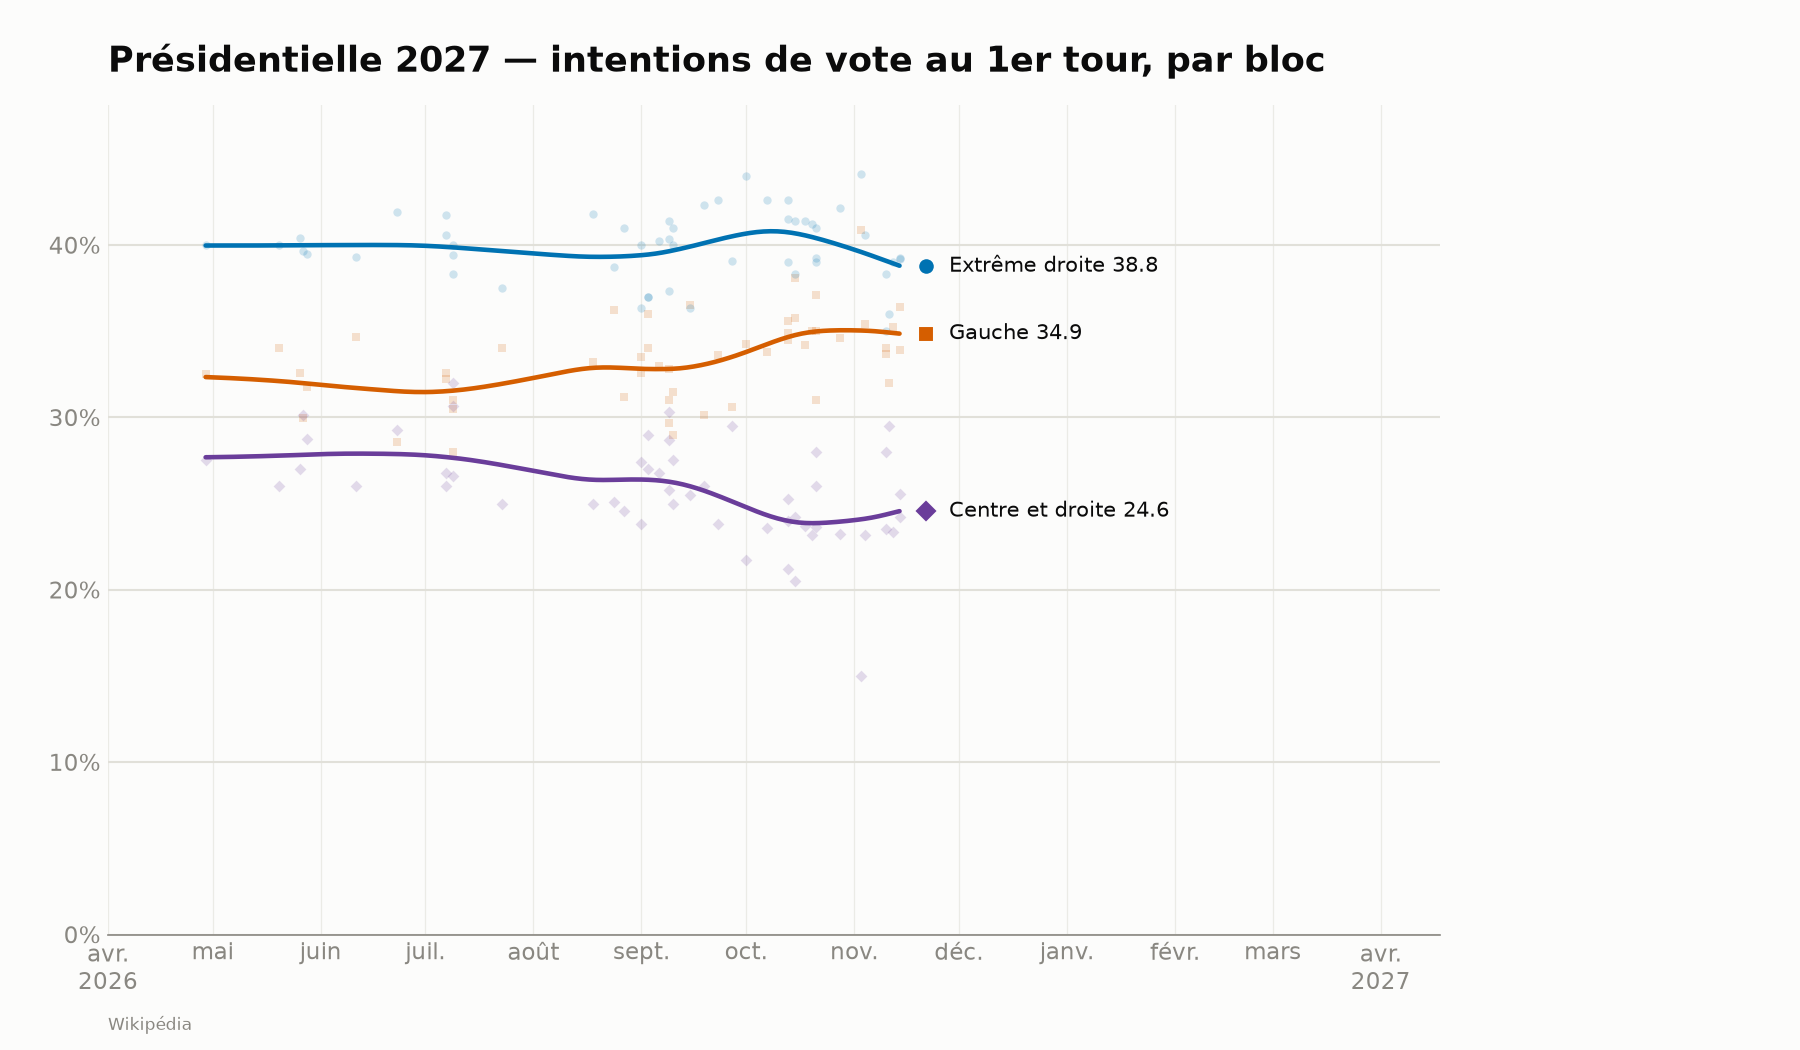 Présidentielle 2027 — intentions de vote au 1er tour, par bloc
40%
30%
20%
10%
0%
Extrême droite 38.8
Gauche 34.9
Centre et droite 24.6
avr. mai juin juil. août sept. oct. nov. déc. janv. févr. mars avr.
2026 2027
Wikipédia